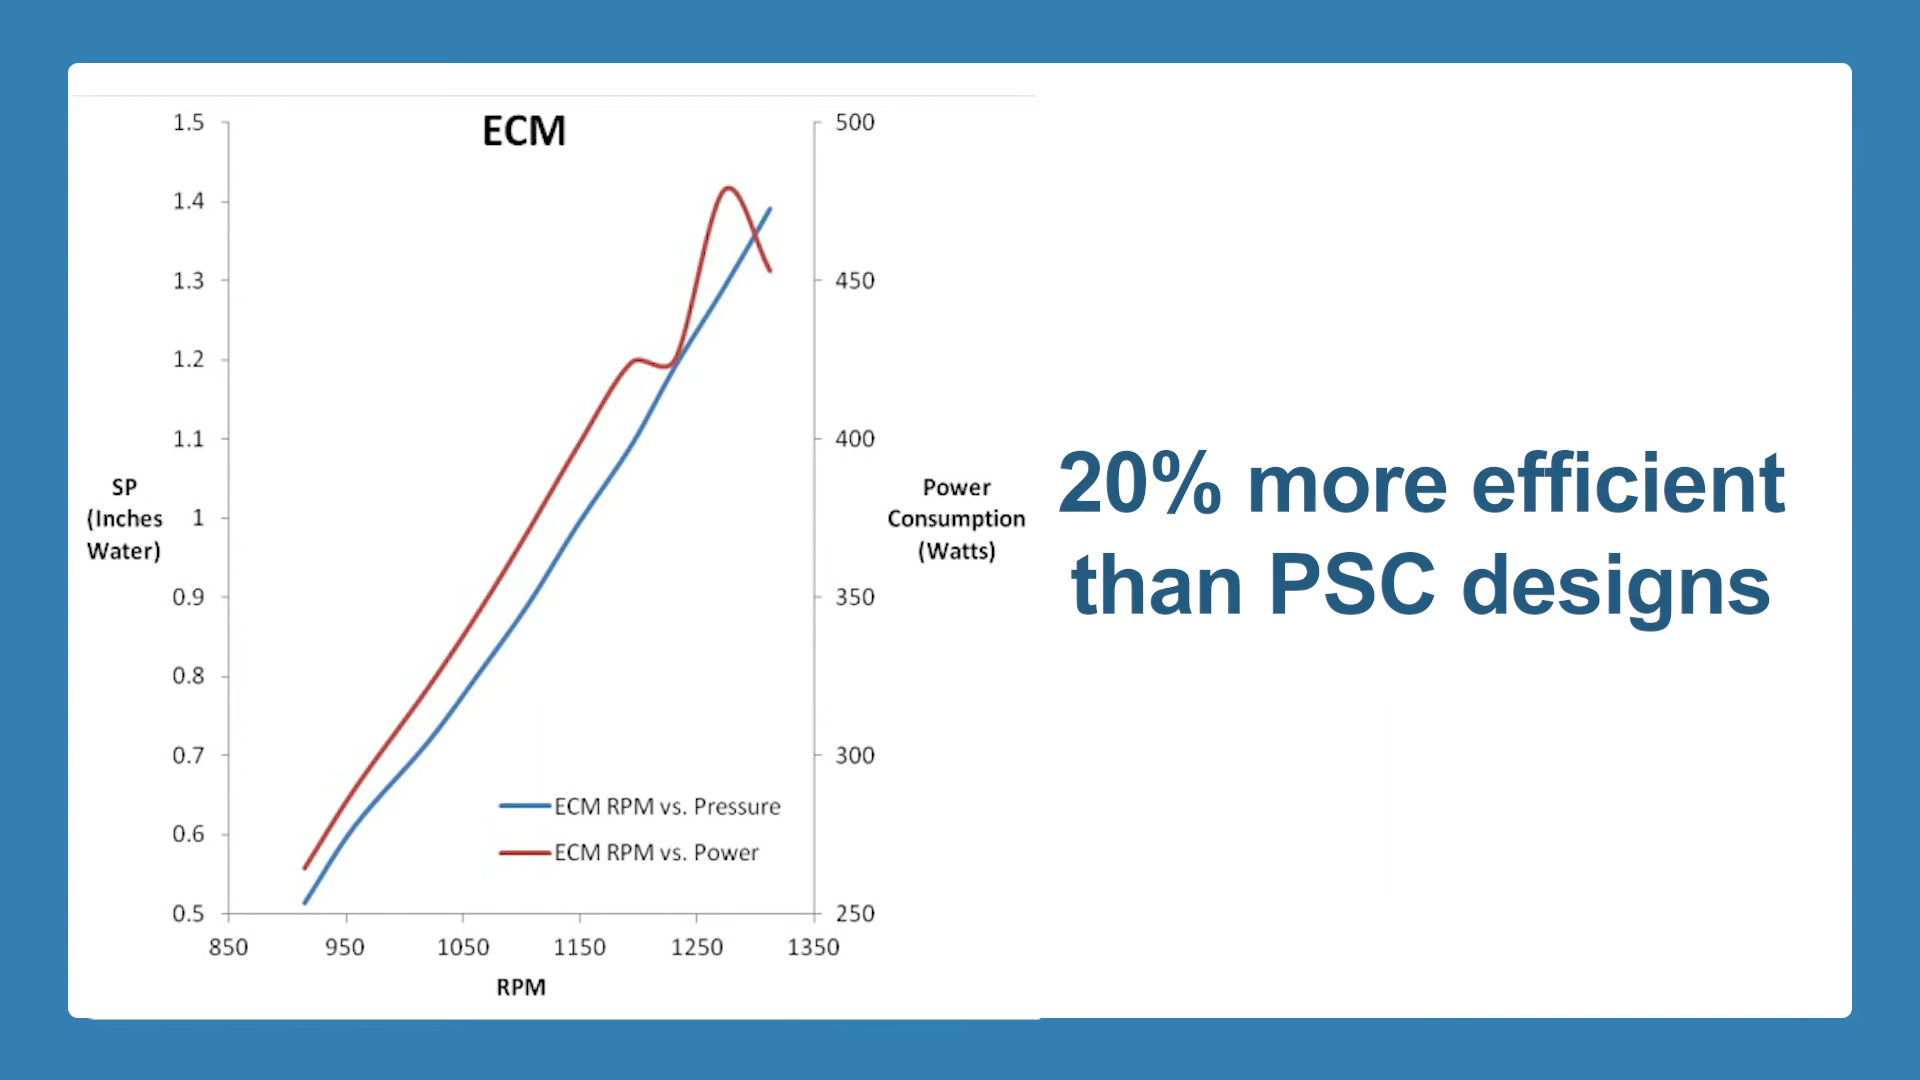 ECM
1.5
1.4
1.3
1.2
1.1
1
0.9
0.8
0.7
0.6
0.5
SP
(Inches
Water)
500
450
400
350
300
250
Power
Consumption
(Watts)
ECM RPM vs. Pressure
ECM RPM vs. Power
850 950 1050 1150 1250 1350
RPM
20% more efficient
than PSC designs